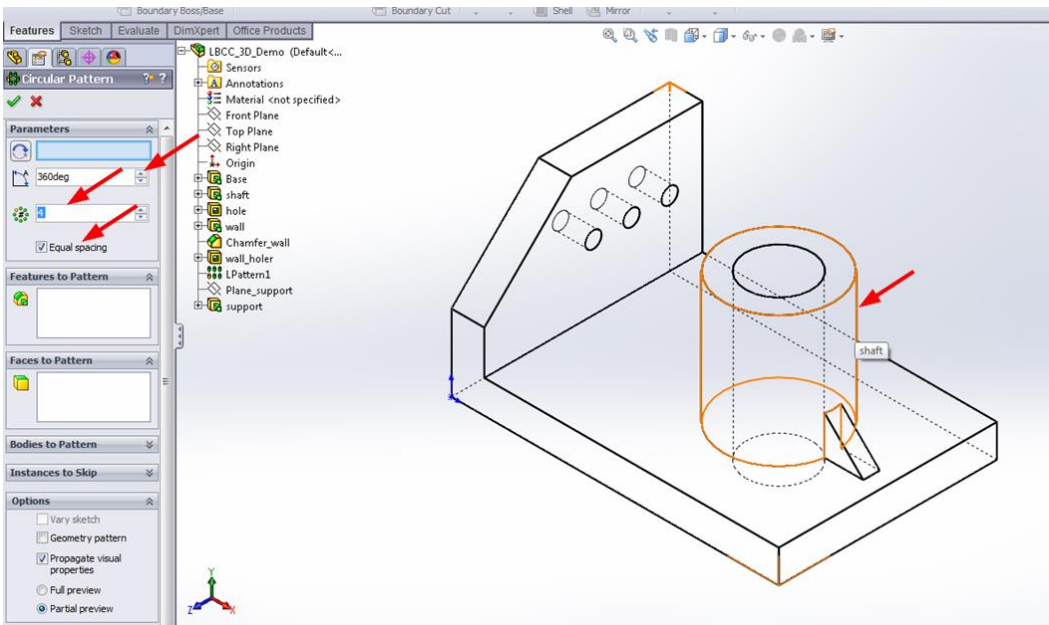 Boundary Boss/Base Boundary Cut Shell Mirror
Features Sketch Evaluate DimXpert Office Products
LBCC_3D_Demo (Default<...
Sensors
Annotations
Material <not specified>
Front Plane
Top Plane
Right Plane
Origin
Base
shaft
hole
wall
Chamfer_wall
wall_holer
LPattern1
Plane_support
support
Circular Pattern ? ?
Parameters
360deg
4
Equal spacing
Features to Pattern
Faces to Pattern
Bodies to Pattern
Instances to Skip
Options
Vary sketch
Geometry pattern
Propagate visual
properties
Full preview
Partial preview
shaft
Y
Z X